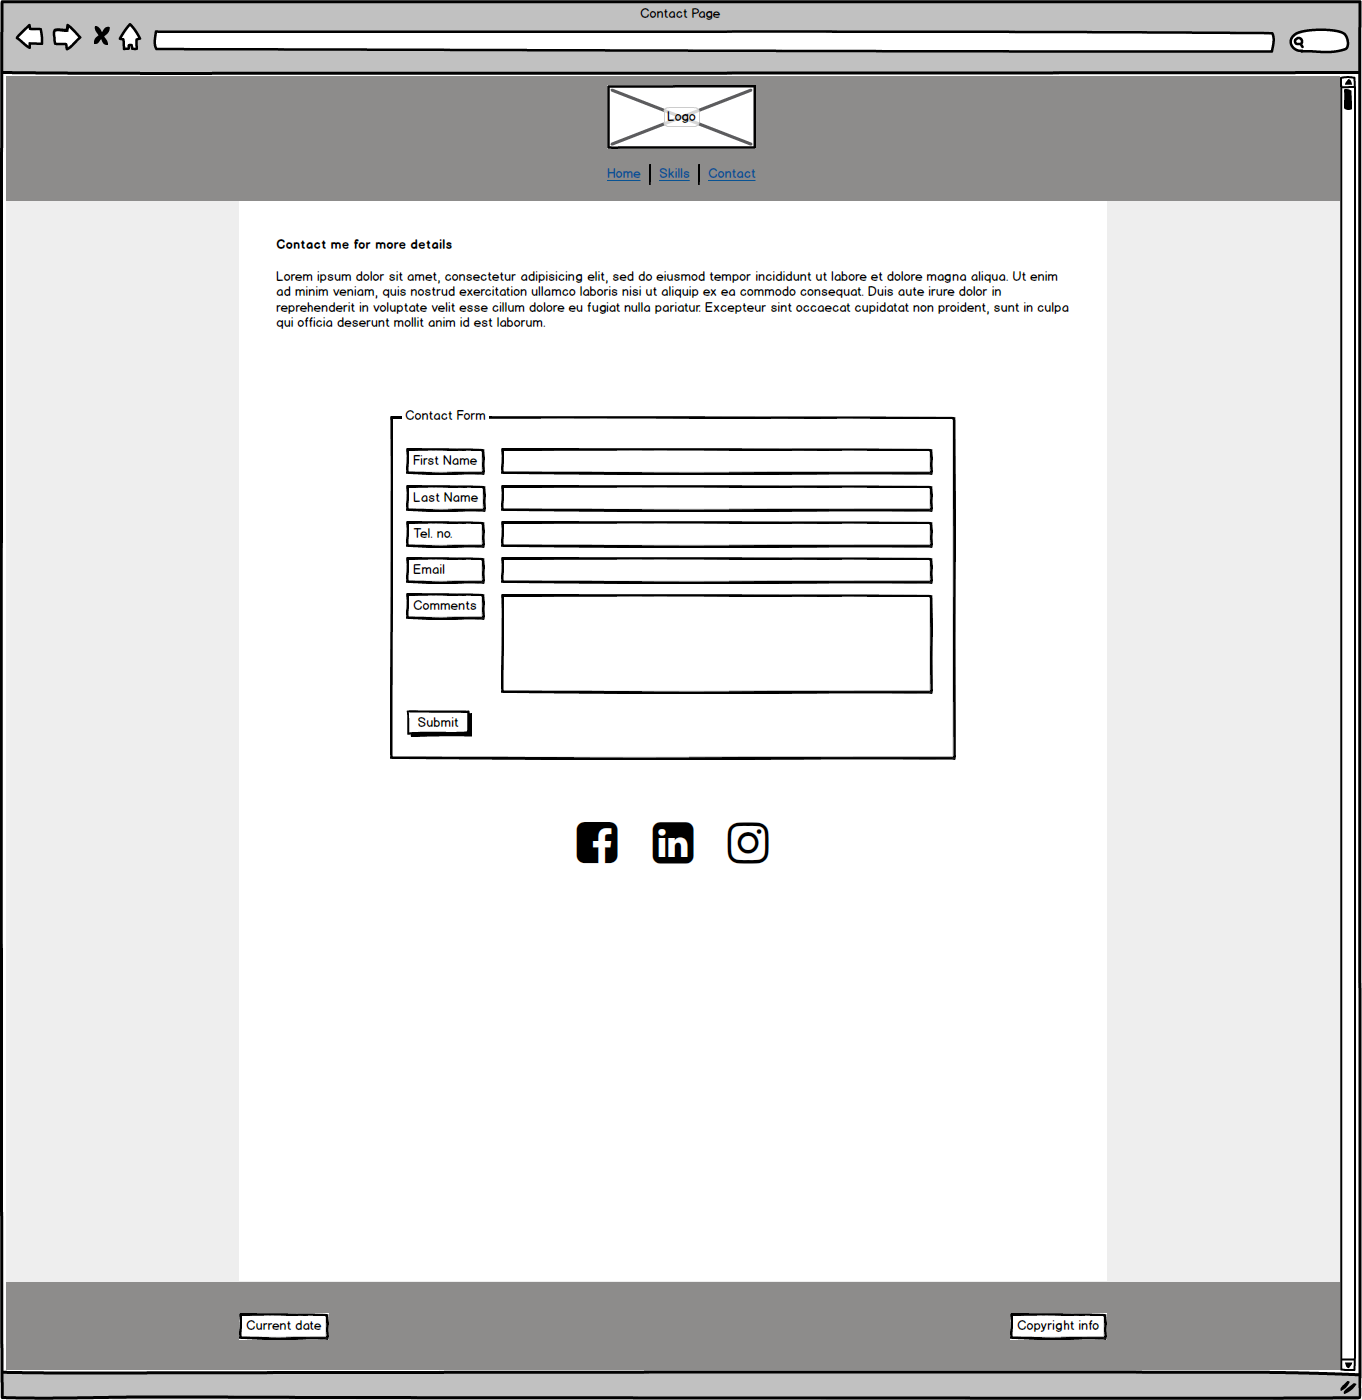 Contact Page
Logo
Home | Skills | Contact
Contact me for more details
Lorem ipsum dolor sit amet, consectetur adipisicing elit, sed do eiusmod tempor incididunt ut labore et dolore magna aliqua. Ut enim
ad minim veniam, quis nostrud exercitation ullamco laboris nisi ut aliquip ex ea commodo consequat. Duis aute irure dolor in
reprehenderit in voluptate velit esse cillum dolore eu fugiat nulla pariatur. Excepteur sint occaecat cupidatat non proident, sunt in culpa
qui officia deserunt mollit anim id est laborum.
Contact Form
First Name
Last Name
Tel. no.
Email
Comments
Submit
f in
Current date Copyright info